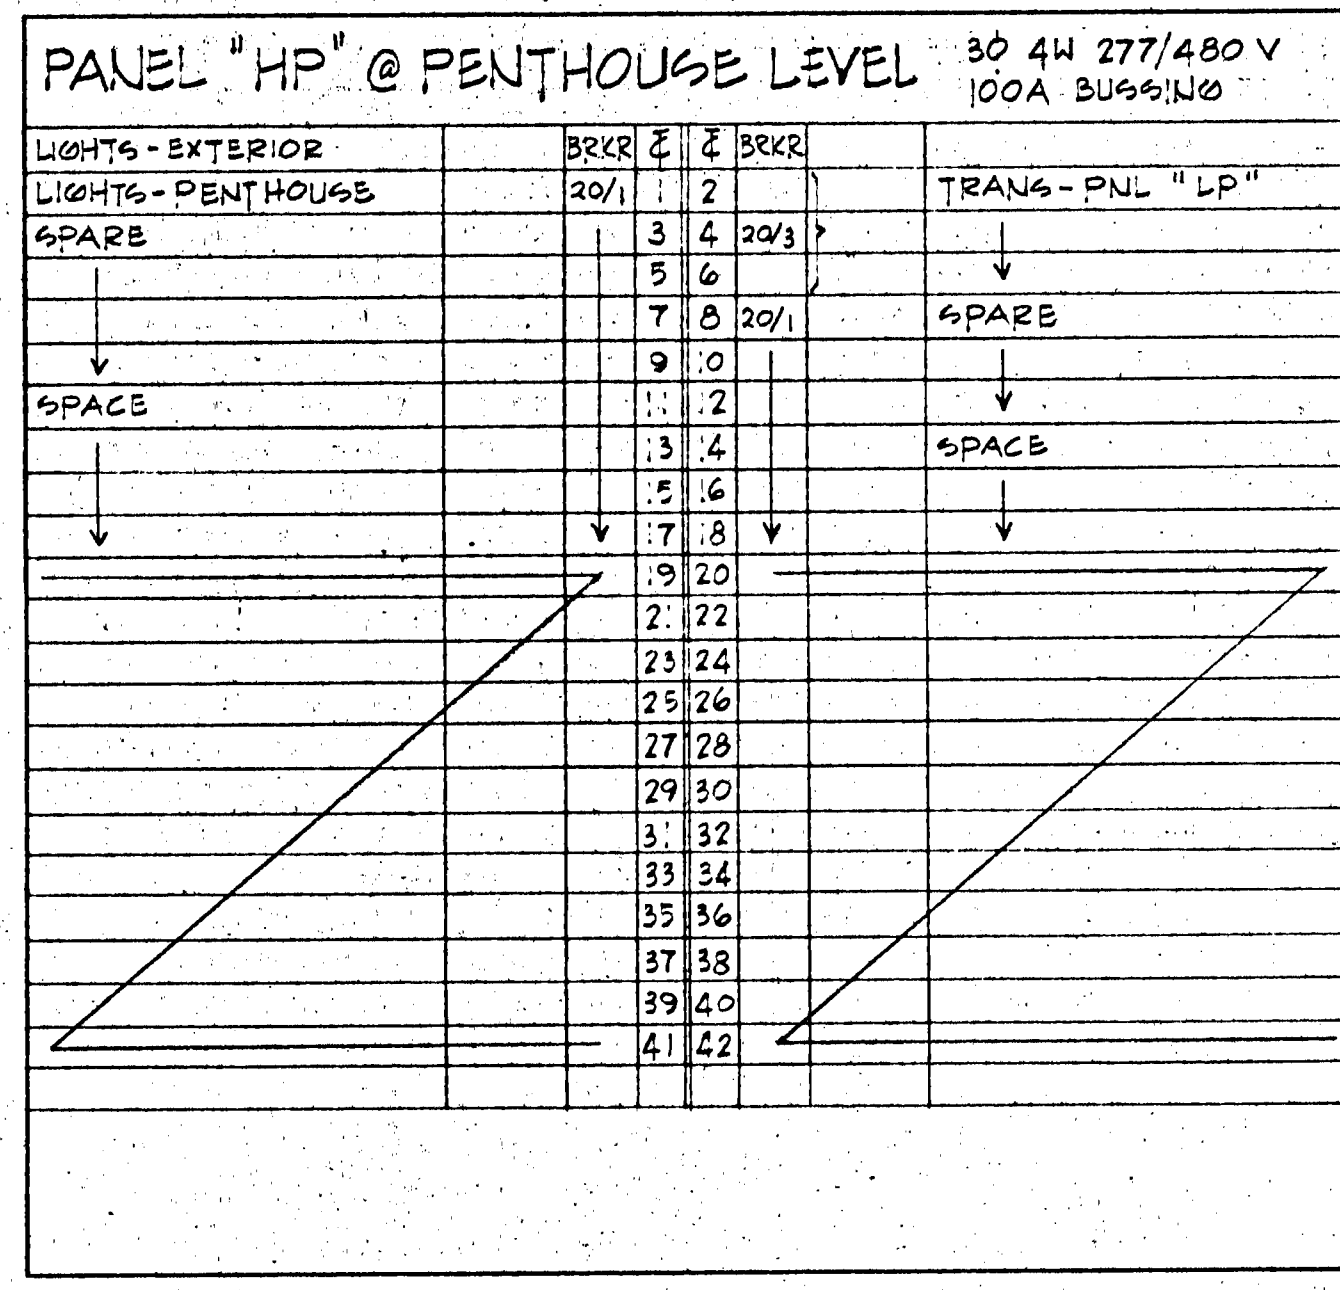 PANEL "HP" @ PENTHOUSE LEVEL 3Ø 4W 277/480 V
100A BUSSING
LIGHTS - EXTERIOR BRKR BRKR
LIGHTS - PENTHOUSE 20/1 1 2 TRANS - PNL "LP"
SPARE 3 4 20/3
5 6
7 8 20/1 SPARE
9 10
SPACE 11 12
13 14 SPACE
15 16
17 18
19 20
21 22
23 24
25 26
27 28
29 30
31 32
33 34
35 36
37 38
39 40
41 42